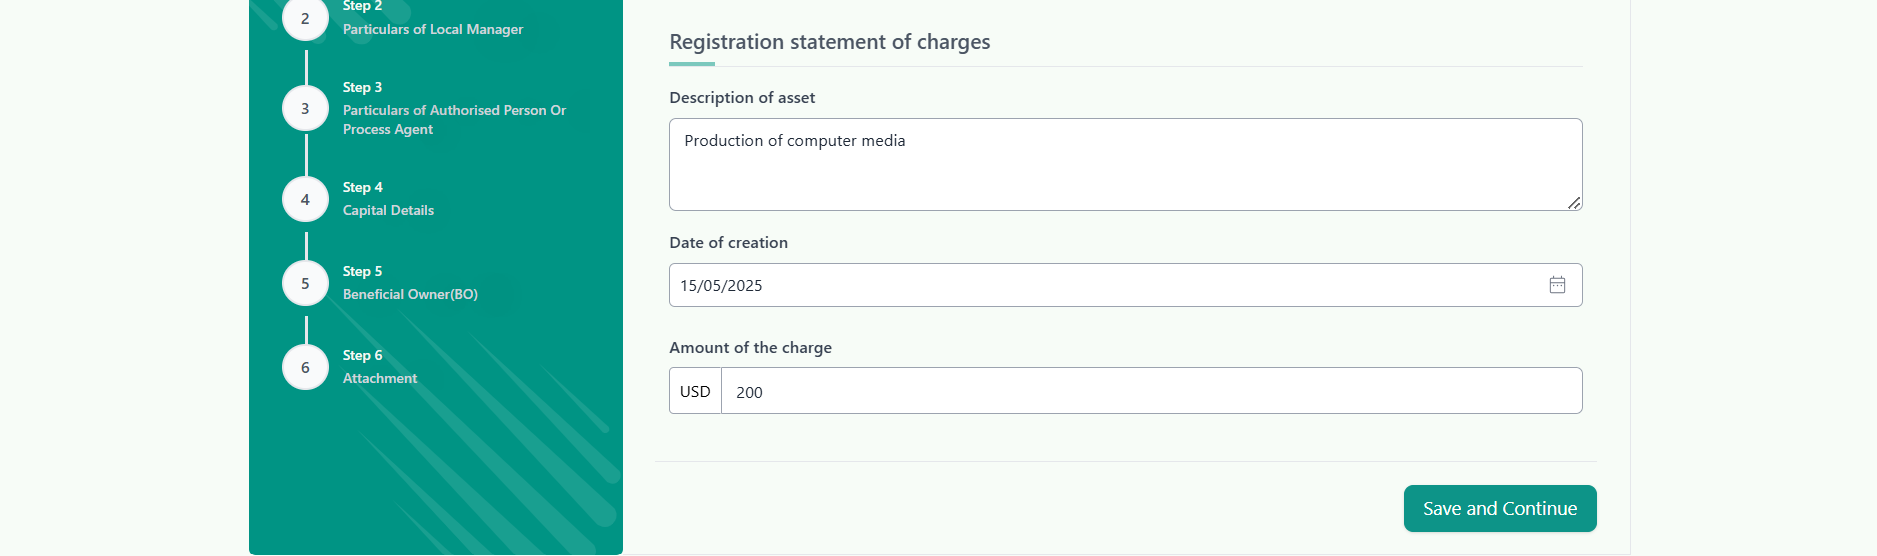 2
Step 2
Particulars of Local Manager
3
Step 3
Particulars of Authorised Person Or
Process Agent
4
Step 4
Capital Details
5
Step 5
Beneficial Owner(BO)
6
Step 6
Attachment
Registration statement of charges
Description of asset
Production of computer media
Date of creation
15/05/2025
Amount of the charge
USD 200
Save and Continue